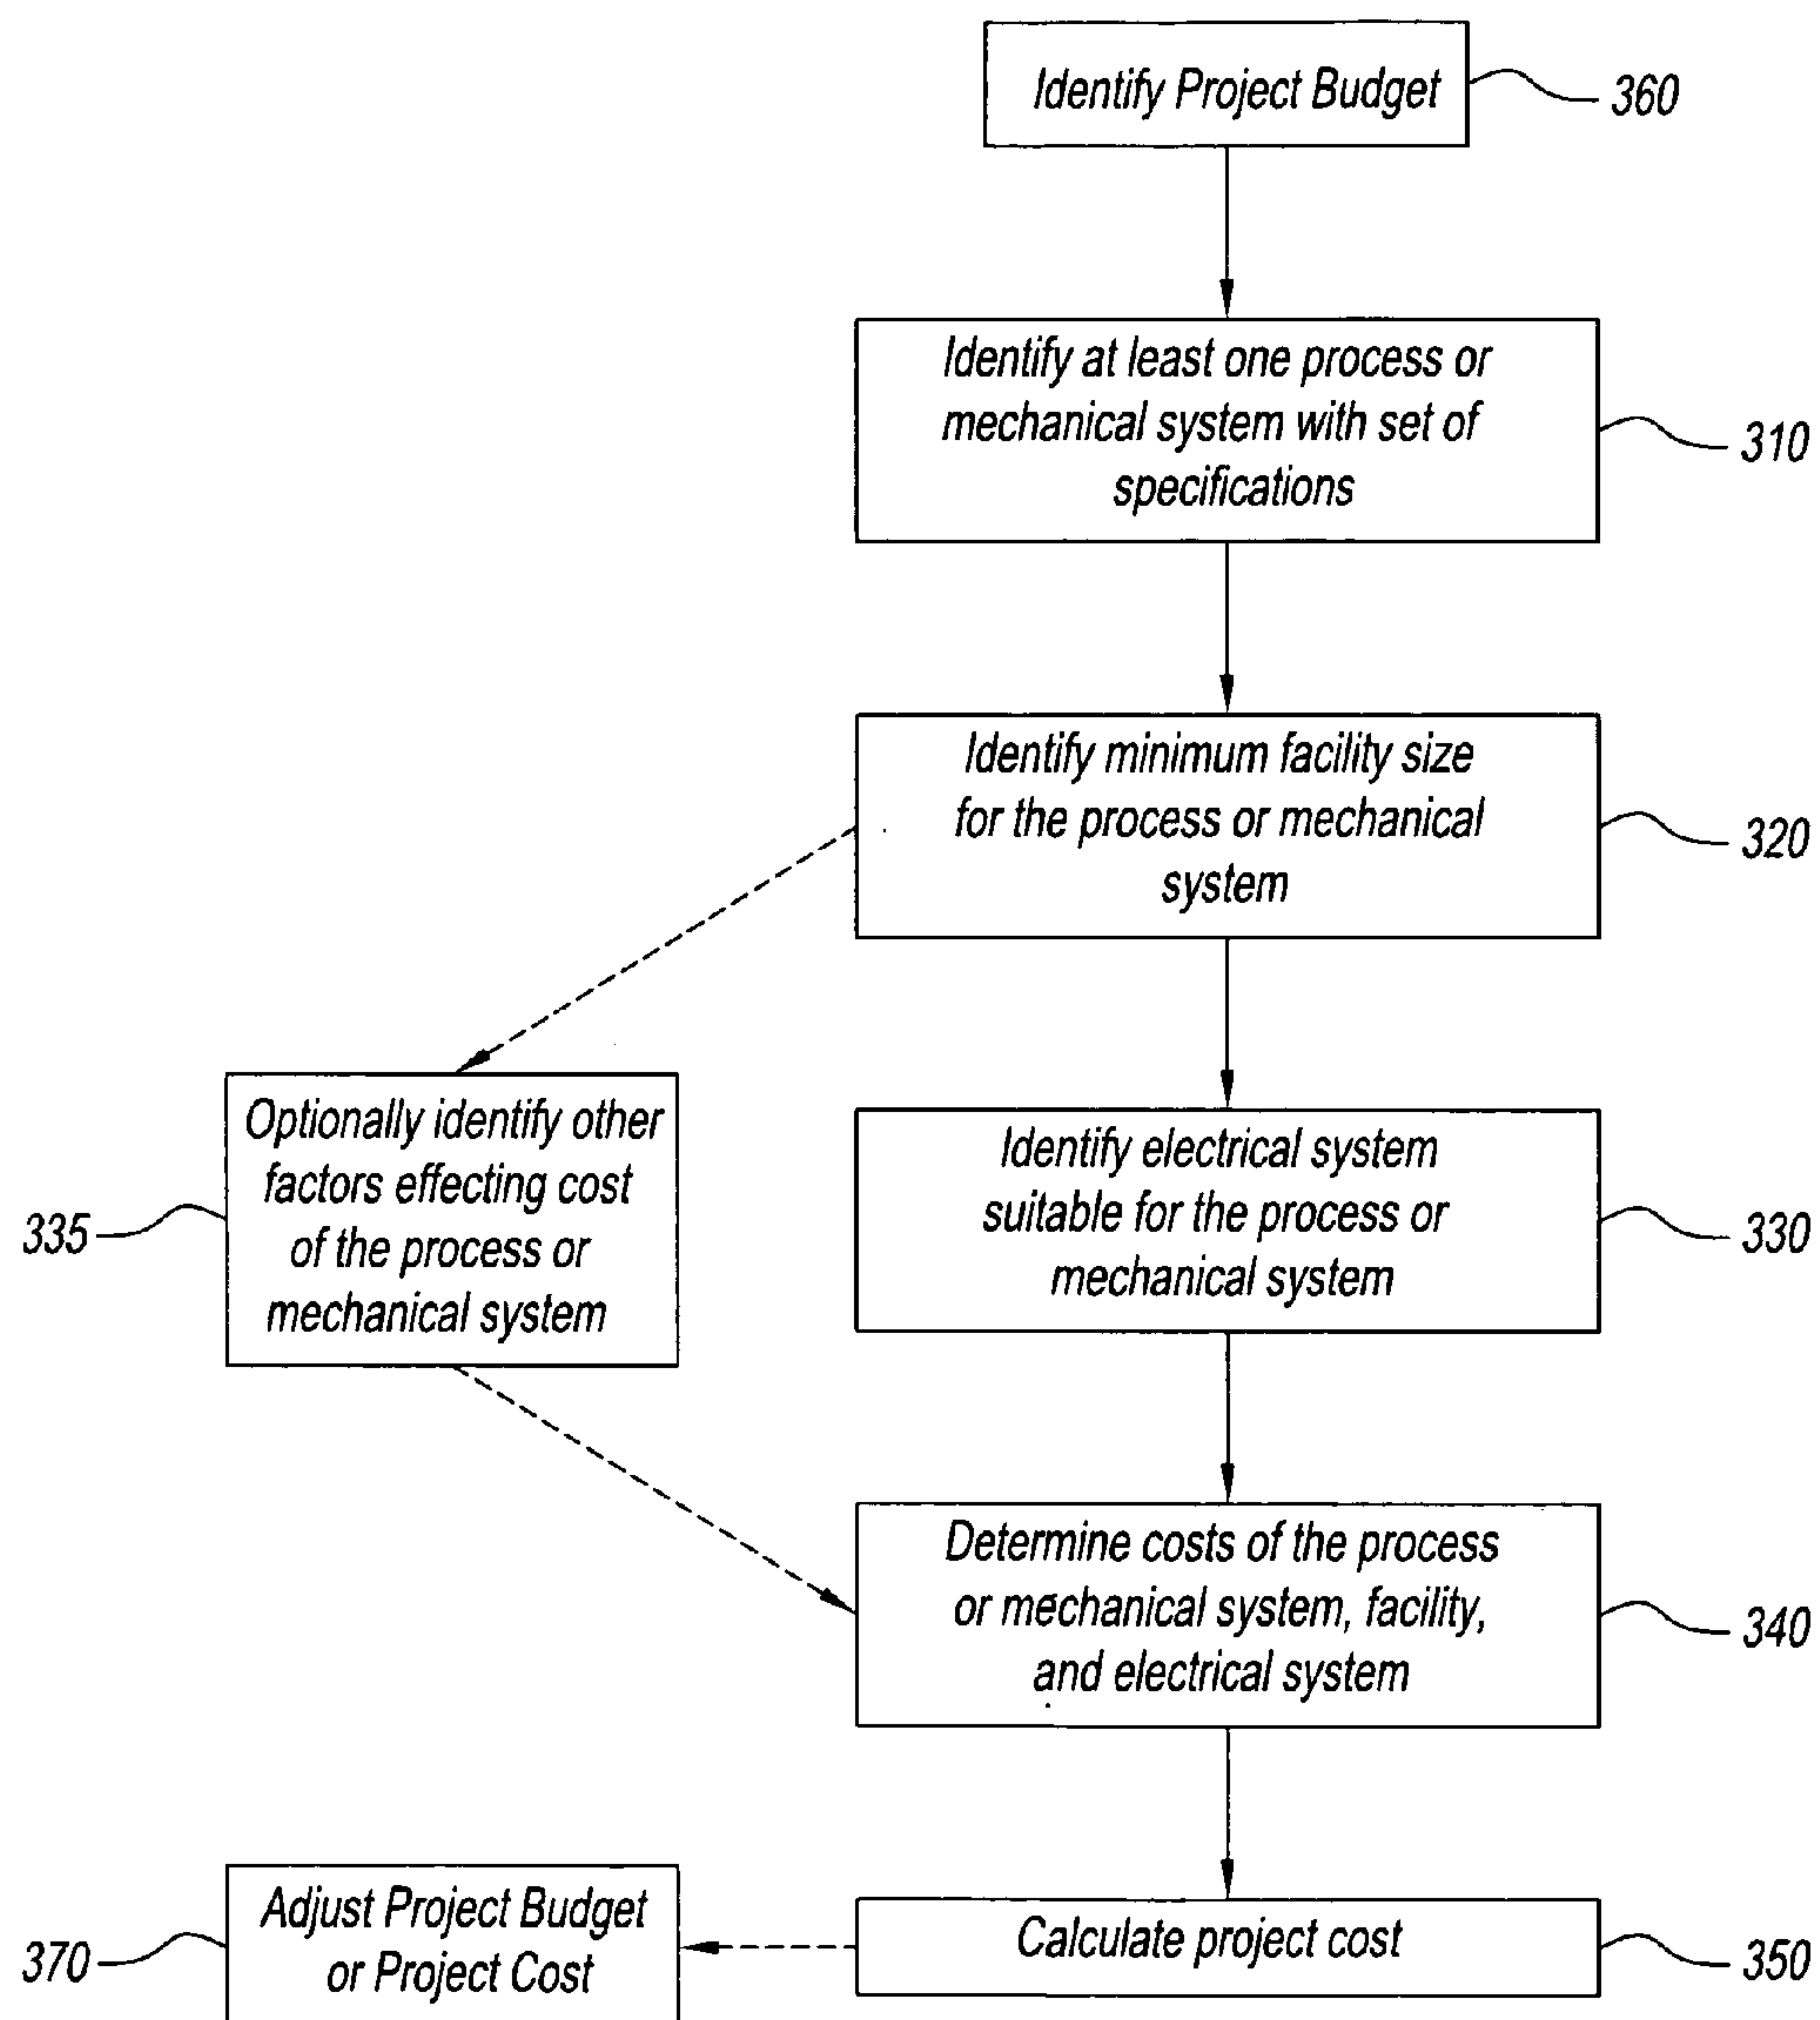 Identify Project Budget
360
Identify at least one process or
mechanical system with set of
specifications
310
Identify minimum facility size
for the process or mechanical
system
320
Optionally identify other
factors effecting cost
of the process or
mechanical system
335
Identify electrical system
suitable for the process or
mechanical system
330
Determine costs of the process
or mechanical system, facility,
and electrical system
340
Adjust Project Budget
or Project Cost
370
Calculate project cost
350